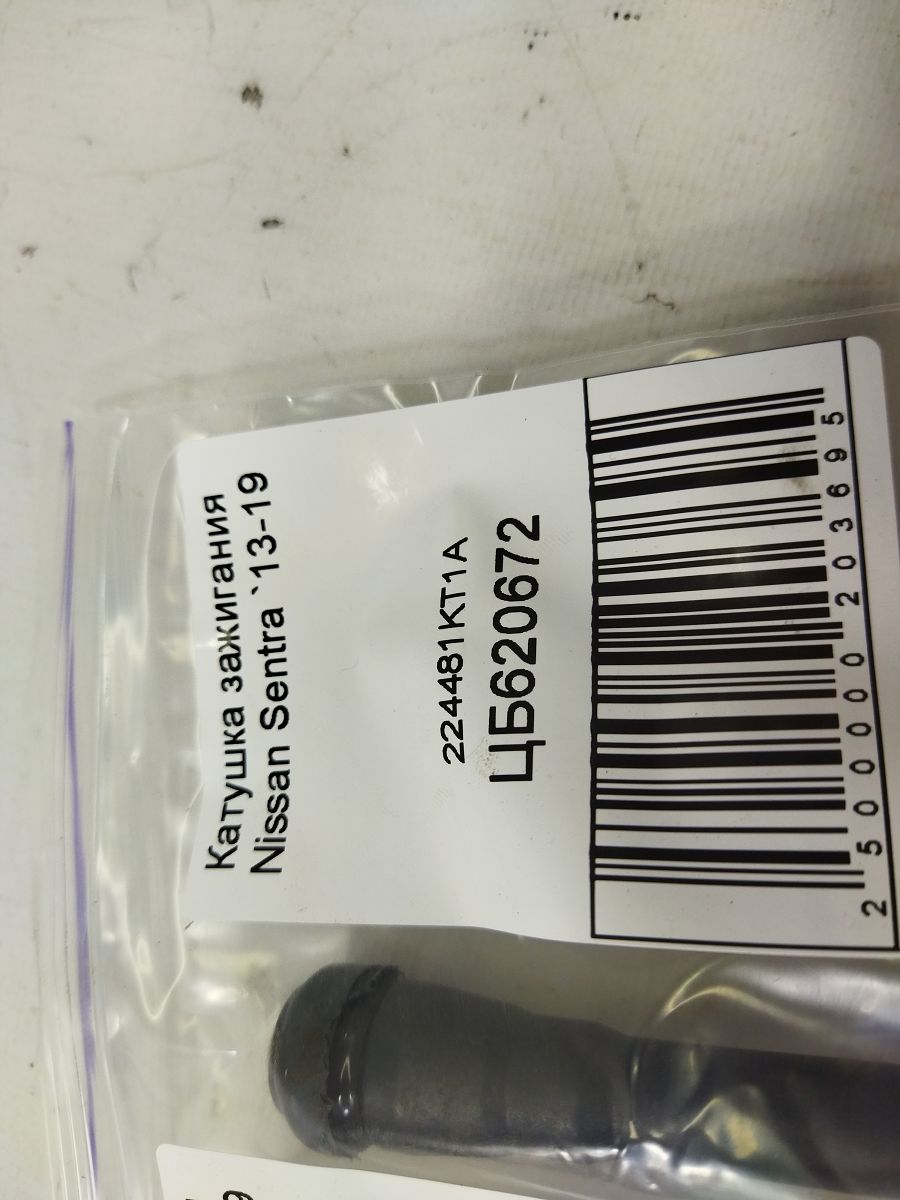 Катушка зажигания
Nissan Sentra `13-19
224481KT1A
ЦБ620672
2500000203695